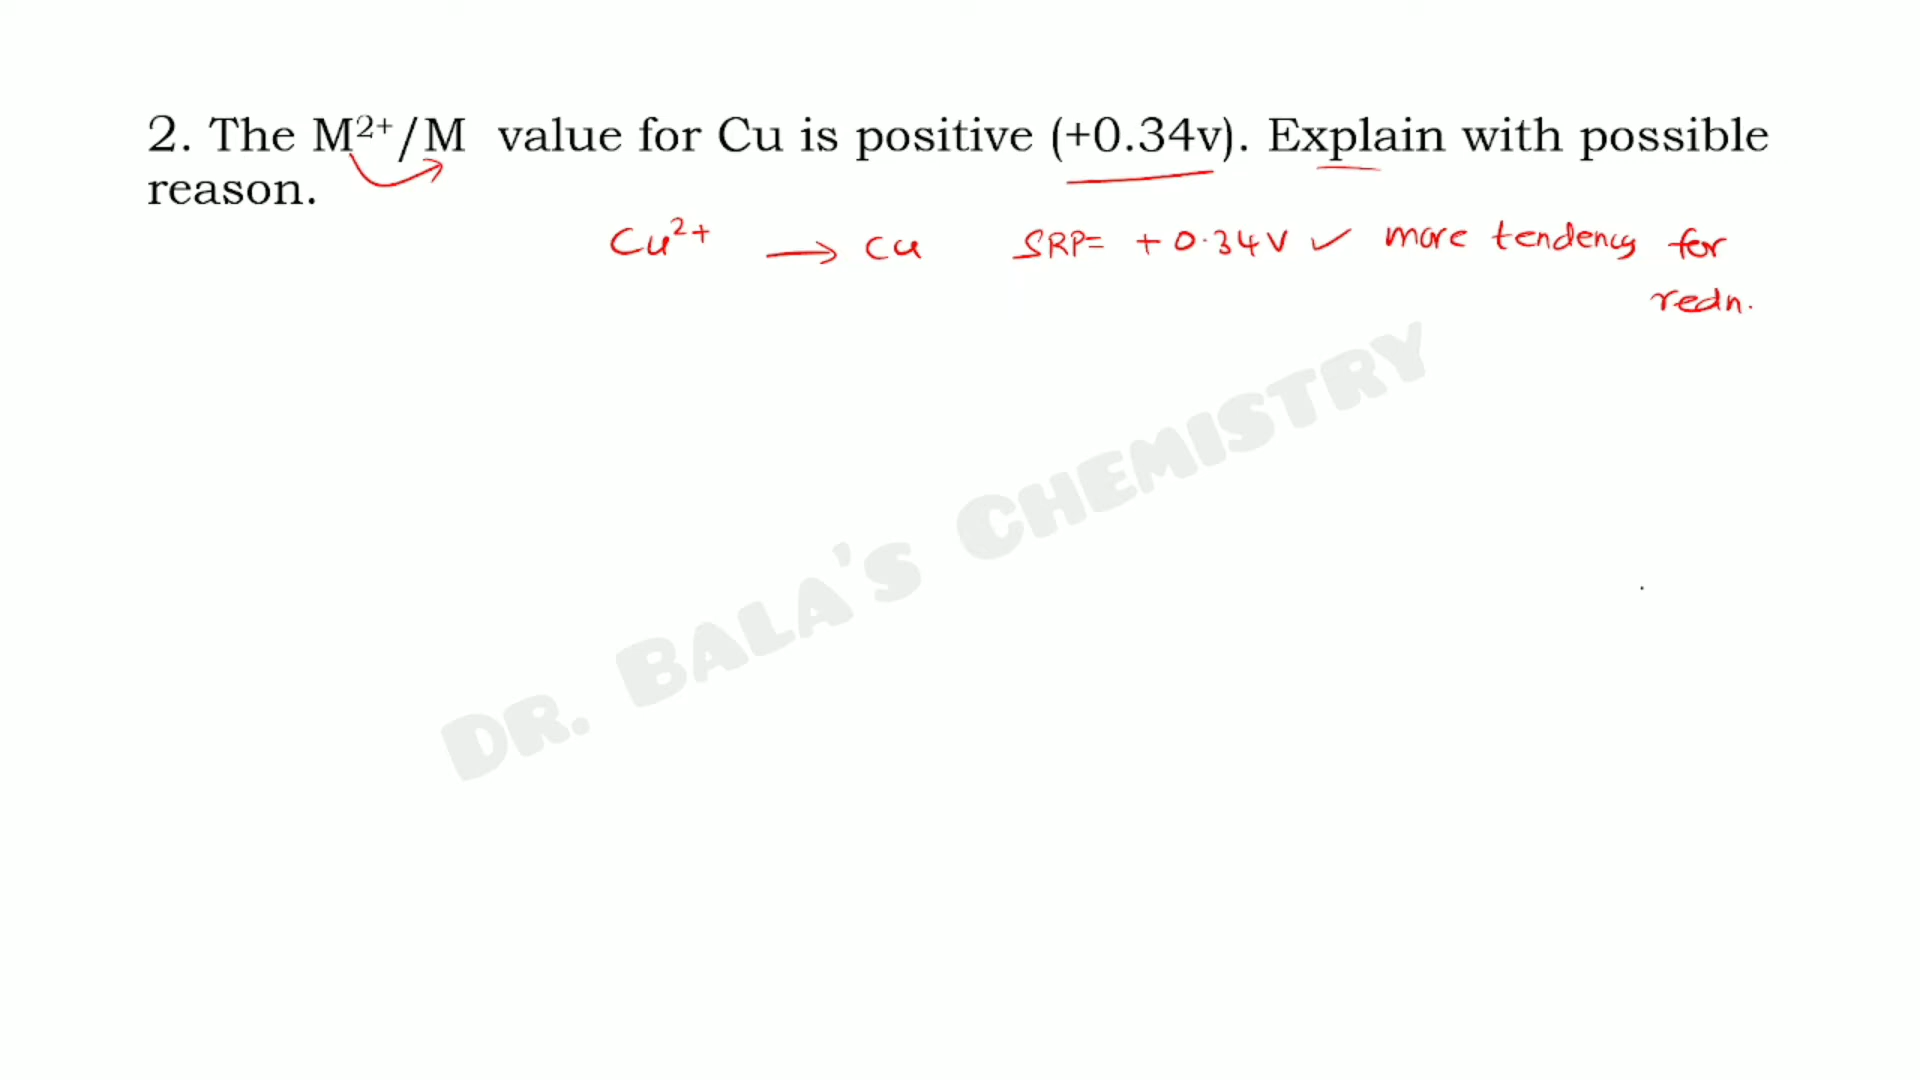 2. The M²⁺/M value for Cu is positive (+0.34v). Explain with possible
reason.
Cu²⁺ → Cu SRP= +0.34V ✓ more tendency for
redn.
DR. BALA'S CHEMISTRY